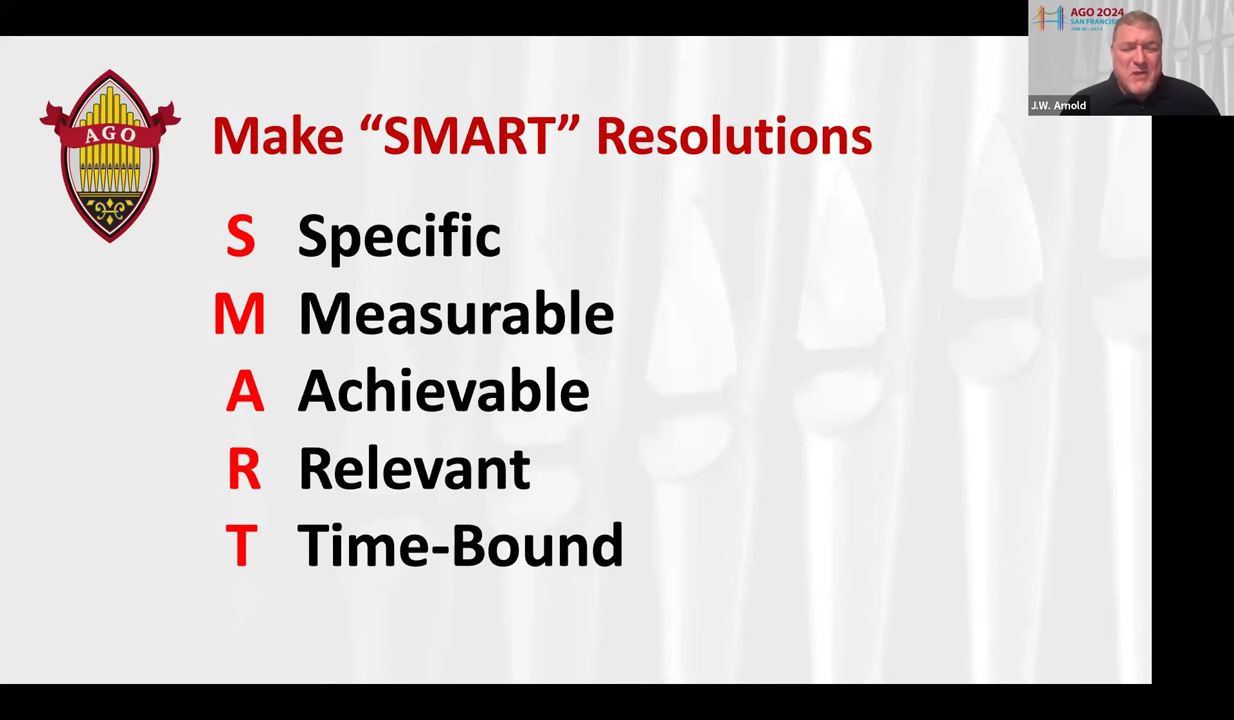 AGO 2024
SAN FRANCISCO
J.W. Arnold
AGO
Make “SMART” Resolutions
S Specific
M Measurable
A Achievable
R Relevant
T Time-Bound